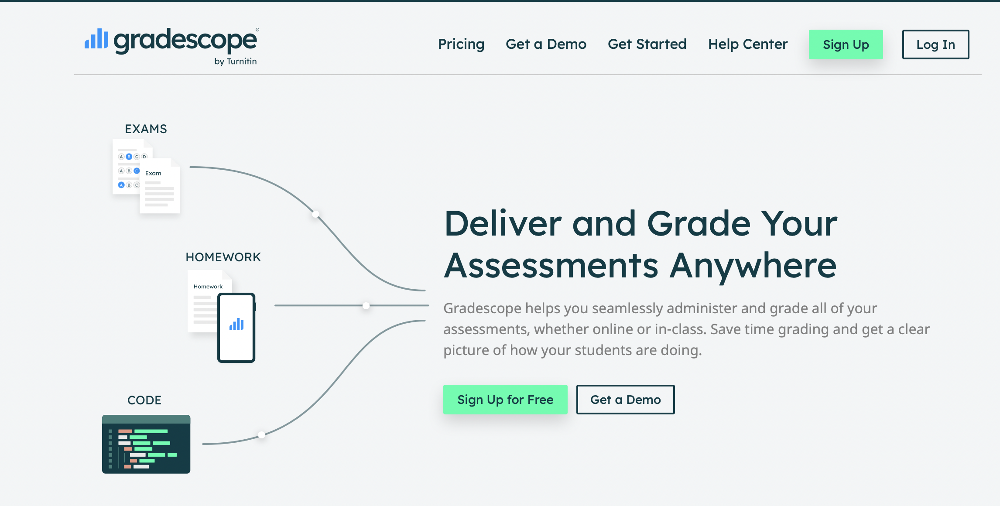 gradescope®
by Turnitin
Pricing Get a Demo Get Started Help Center Sign Up Log In
EXAMS
A B C D
A B C
A B C
Exam
HOMEWORK
Homework
CODE
Deliver and Grade Your
Assessments Anywhere
Gradescope helps you seamlessly administer and grade all of your
assessments, whether online or in-class. Save time grading and get a clear
picture of how your students are doing.
Sign Up for Free Get a Demo